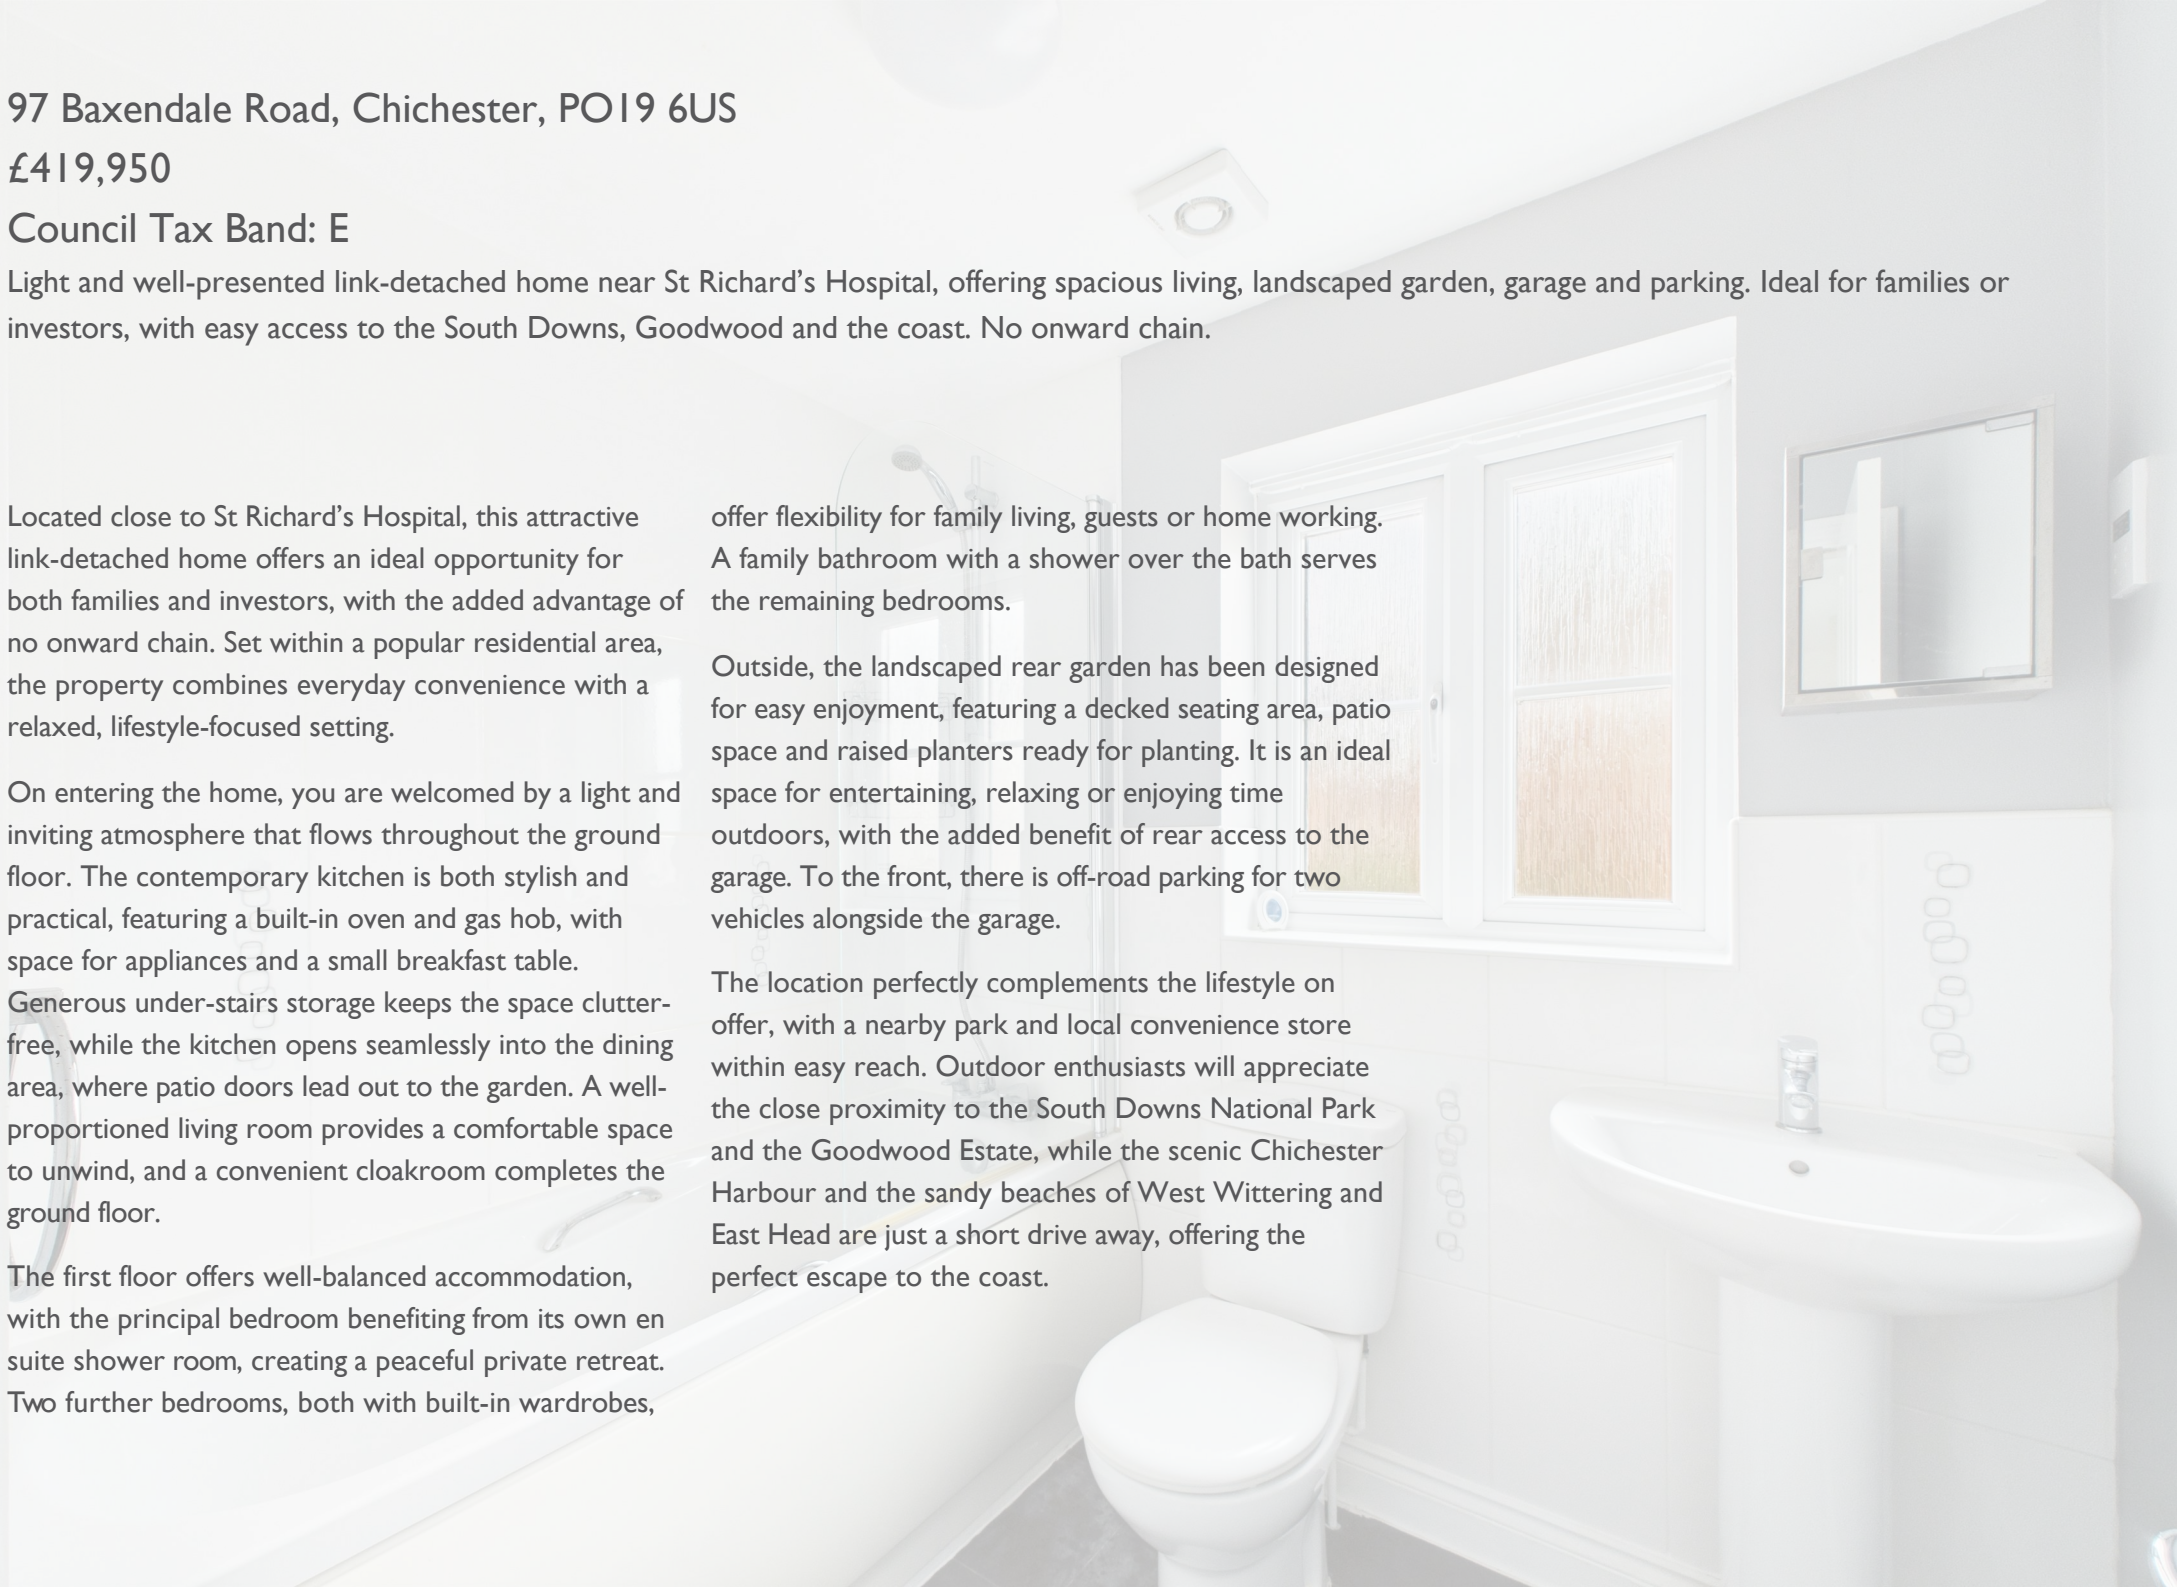 97 Baxendale Road, Chichester, PO19 6US
£419,950
Council Tax Band: E
Light and well-presented link-detached home near St Richard’s Hospital, offering spacious living, landscaped garden, garage and parking. Ideal for families or
investors, with easy access to the South Downs, Goodwood and the coast. No onward chain.
Located close to St Richard’s Hospital, this attractive
link-detached home offers an ideal opportunity for
both families and investors, with the added advantage of
no onward chain. Set within a popular residential area,
the property combines everyday convenience with a
relaxed, lifestyle-focused setting.
On entering the home, you are welcomed by a light and
inviting atmosphere that flows throughout the ground
floor. The contemporary kitchen is both stylish and
practical, featuring a built-in oven and gas hob, with
space for appliances and a small breakfast table.
Generous under-stairs storage keeps the space clutter-
free, while the kitchen opens seamlessly into the dining
area, where patio doors lead out to the garden. A well-
proportioned living room provides a comfortable space
to unwind, and a convenient cloakroom completes the
ground floor.
The first floor offers well-balanced accommodation,
with the principal bedroom benefiting from its own en
suite shower room, creating a peaceful private retreat.
Two further bedrooms, both with built-in wardrobes,
offer flexibility for family living, guests or home working.
A family bathroom with a shower over the bath serves
the remaining bedrooms.
Outside, the landscaped rear garden has been designed
for easy enjoyment, featuring a decked seating area, patio
space and raised planters ready for planting. It is an ideal
space for entertaining, relaxing or enjoying time
outdoors, with the added benefit of rear access to the
garage. To the front, there is off-road parking for two
vehicles alongside the garage.
The location perfectly complements the lifestyle on
offer, with a nearby park and local convenience store
within easy reach. Outdoor enthusiasts will appreciate
the close proximity to the South Downs National Park
and the Goodwood Estate, while the scenic Chichester
Harbour and the sandy beaches of West Wittering and
East Head are just a short drive away, offering the
perfect escape to the coast.